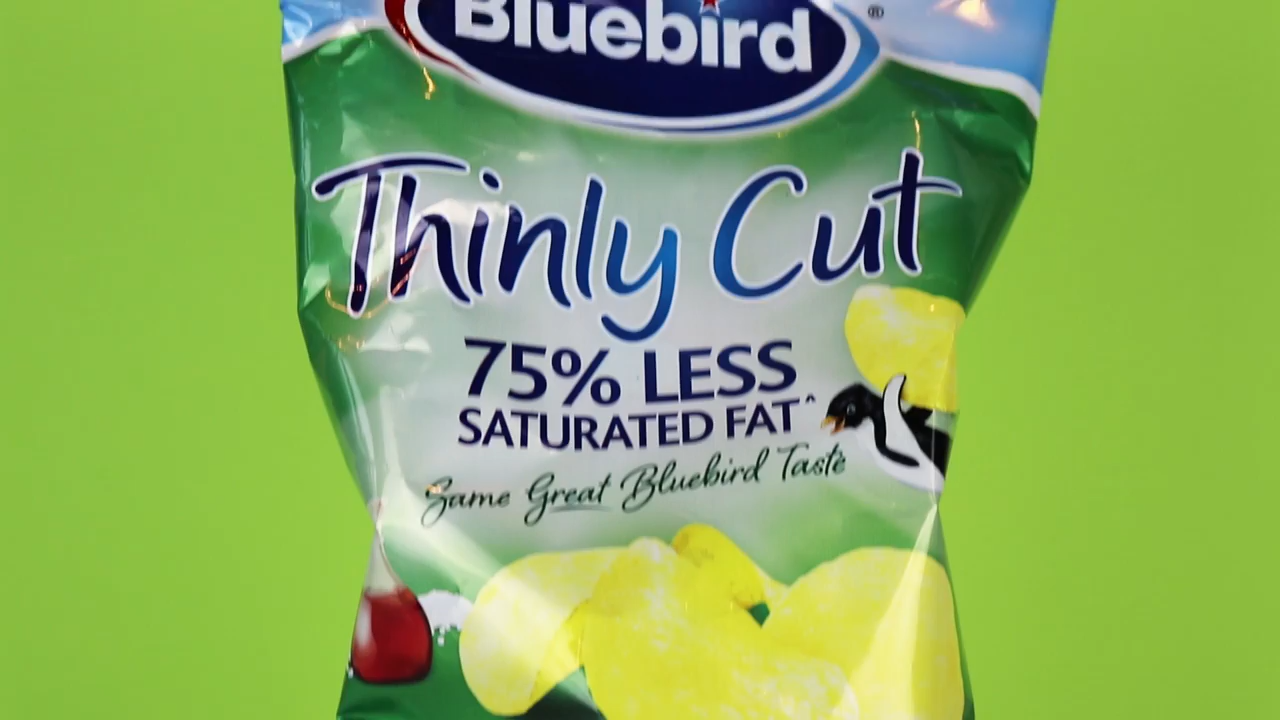 Bluebird®
Thinly Cut
75% LESS
SATURATED FAT^
Same Great Bluebird Taste